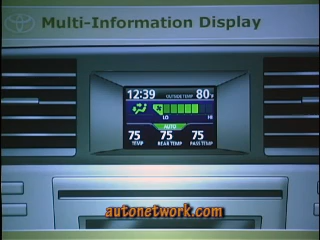 Multi-Information Display
12:39 OUTSIDE TEMP 80°F
LO HI
AUTO
75 75 75
TEMP REAR TEMP PASS TEMP
autonetwork.com